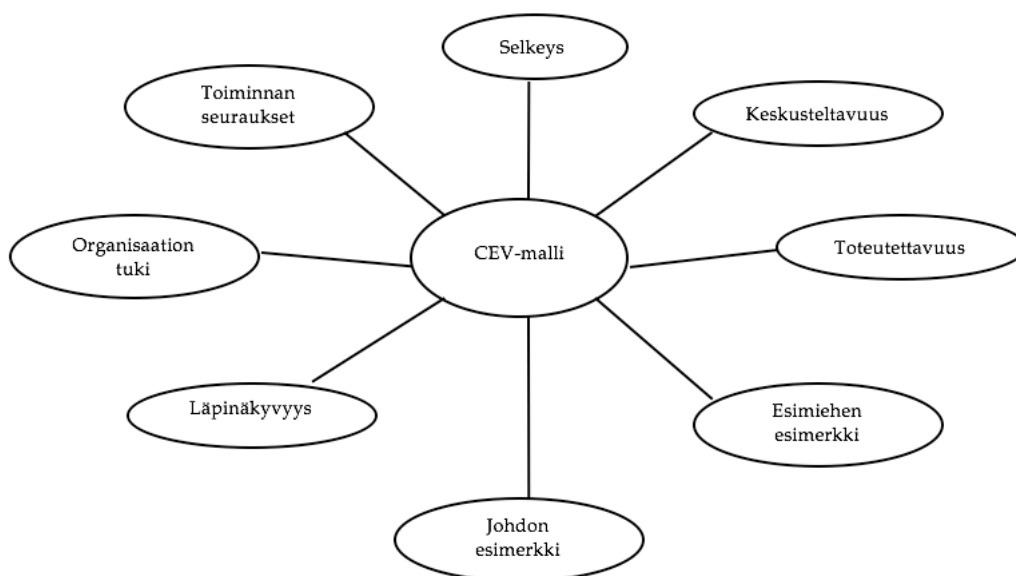 Selkeys
Toiminnan
seuraukset
Keskusteltavuus
Organisaation
tuki
CEV-malli
Toteutettavuus
Läpinäkyvyys
Esimiehen
esimerkki
Johdon
esimerkki